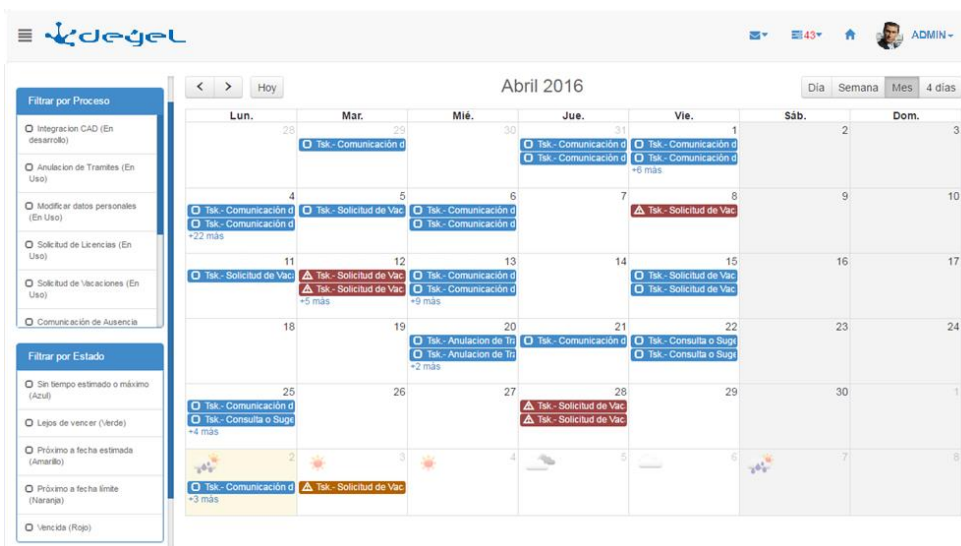 deyel
43
ADMIN
Filtrar por Proceso
Integracion CAD (En
desarrollo)
Anulacion de Tramites (En
Uso)
Modificar datos personales
(En Uso)
Solicitud de Licencias (En
Uso)
Solicitud de Vacaciones (En
Uso)
Comunicación de Ausencia
Filtrar por Estado
Sin tiempo estimado o máximo
(Azul)
Lejos de vencer (Verde)
Próximo a fecha estimada
(Amarillo)
Próximo a fecha límite
(Naranja)
Vencida (Rojo)
< > Hoy
Abril 2016
Día Semana Mes 4 días
Lun. Mar. Mié. Jue. Vie. Sáb. Dom.
28 29 30 31 1 2 3
Tsk.- Comunicación d Tsk.- Comunicación d Tsk.- Comunicación d
Tsk.- Comunicación d Tsk.- Comunicación d
+6 más
4 5 6 7 8 9 10
Tsk.- Comunicación d Tsk.- Solicitud de Vac Tsk.- Comunicación d Tsk.- Solicitud de Vac
Tsk.- Comunicación d Tsk.- Comunicación d
+22 más
11 12 13 14 15 16 17
Tsk.- Solicitud de Vaca Tsk.- Solicitud de Vac Tsk.- Comunicación d Tsk.- Solicitud de Vac
Tsk.- Solicitud de Vac Tsk.- Comunicación d Tsk.- Solicitud de Vac
+5 más +9 más
18 19 20 21 22 23 24
Tsk.- Anulacion de Tra Tsk.- Comunicación d Tsk.- Consulta o Suge
Tsk.- Anulacion de Tra Tsk.- Consulta o Suge
+2 más
25 26 27 28 29 30 1
Tsk.- Comunicación d Tsk.- Solicitud de Vac
Tsk.- Consulta o Suge Tsk.- Solicitud de Vac
+4 más
2 3 4 5 6 7 8
Tsk.- Comunicación d Tsk.- Solicitud de Vac
+3 más